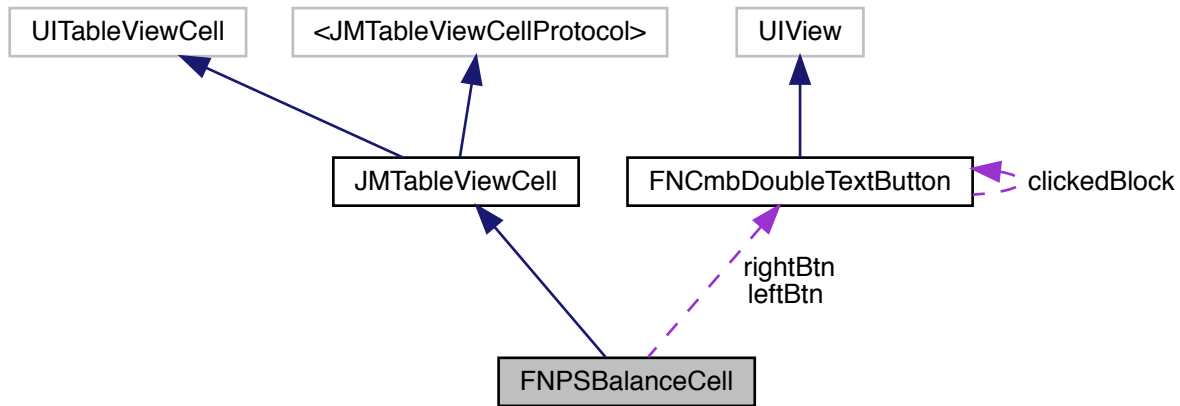 UITableViewCell
<JMTableViewCellProtocol>
UIView
JMTableViewCell
FNCmbDoubleTextButton
clickedBlock
rightBtn
leftBtn
FNPSBalanceCell